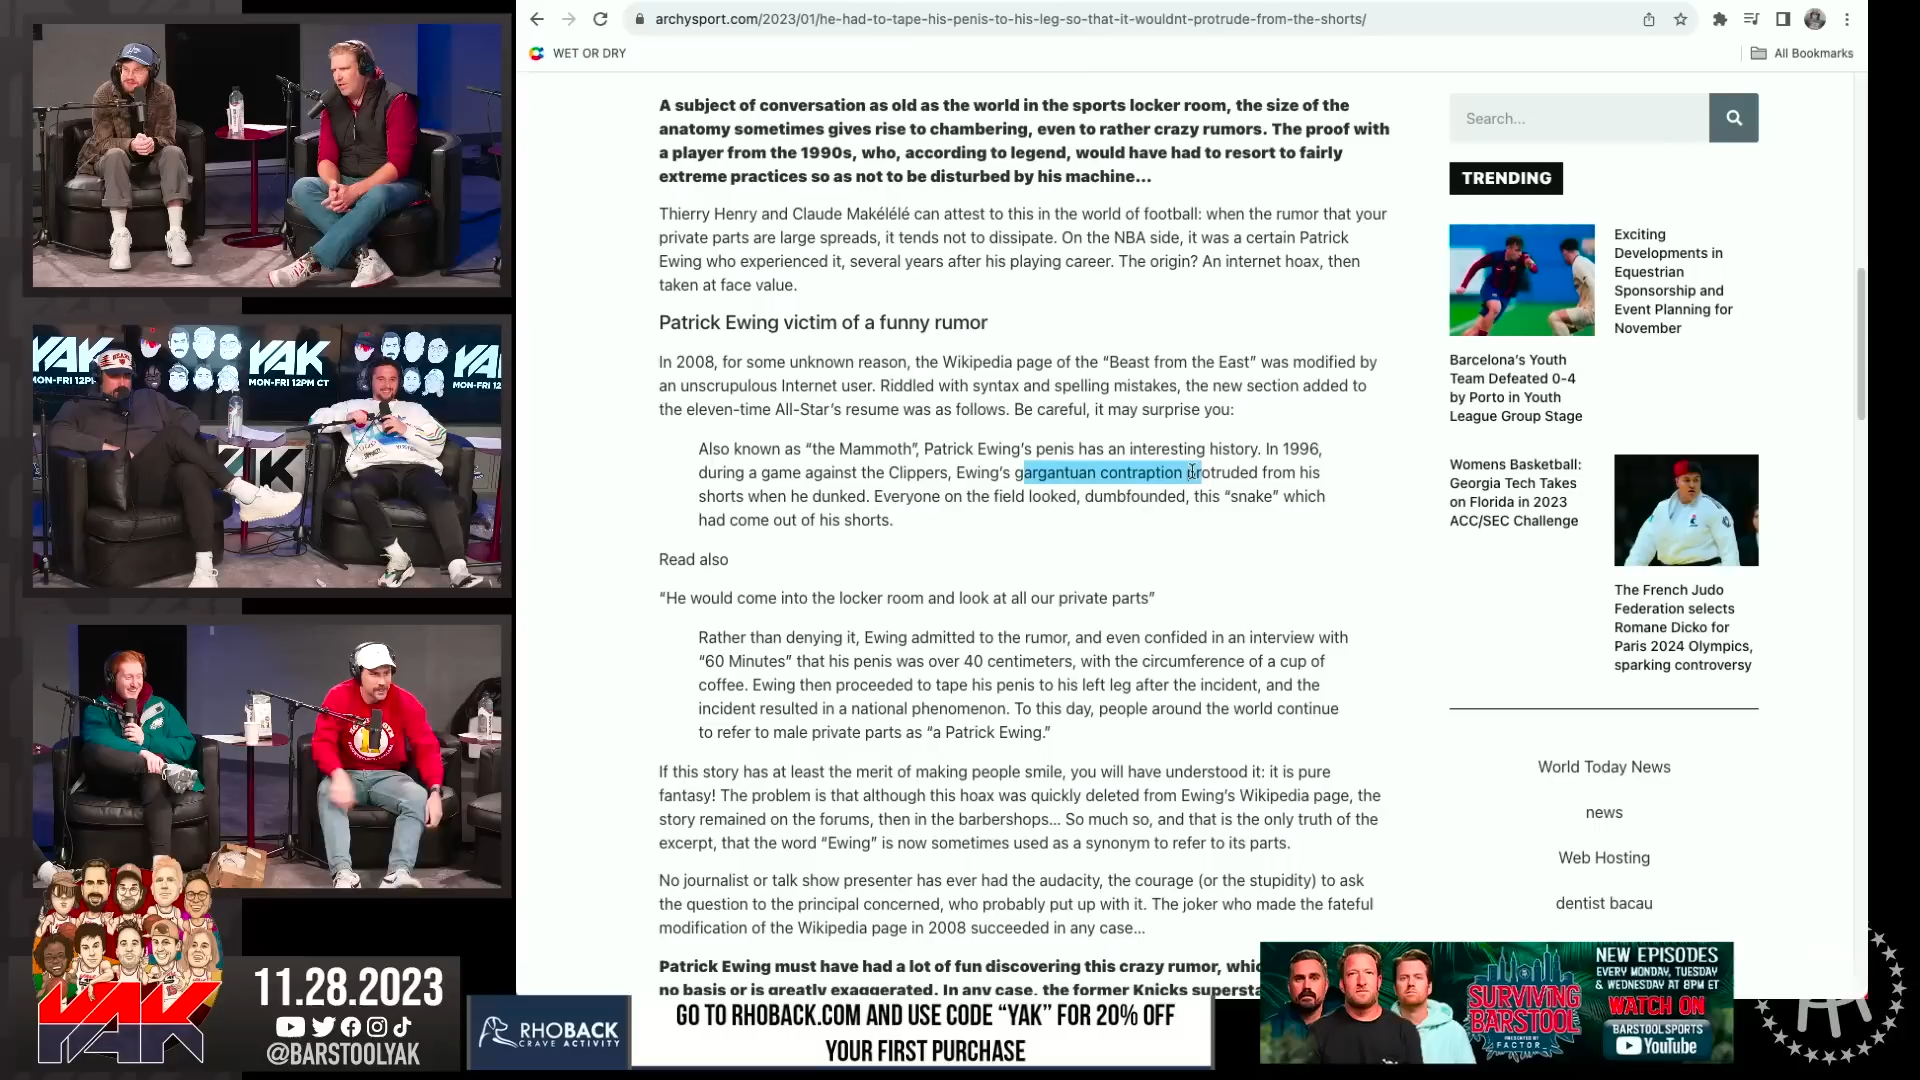 archysport.com/2023/01/he-had-to-tape-his-penis-to-his-leg-so-that-it-wouldnt-protrude-from-the-shorts/
WET OR DRY
All Bookmarks
A subject of conversation as old as the world in the sports locker room, the size of the
anatomy sometimes gives rise to chambering, even to rather crazy rumors. The proof with
a player from the 1990s, who, according to legend, would have had to resort to fairly
extreme practices so as not to be disturbed by his machine…
Thierry Henry and Claude Makélélé can attest to this in the world of football: when the rumor that your
private parts are large spreads, it tends not to dissipate. On the NBA side, it was a certain Patrick
Ewing who experienced it, several years after his playing career. The origin? An internet hoax, then
taken at face value.
Patrick Ewing victim of a funny rumor
In 2008, for some unknown reason, the Wikipedia page of the “Beast from the East” was modified by
an unscrupulous Internet user. Riddled with syntax and spelling mistakes, the new section added to
the eleven-time All-Star’s resume was as follows. Be careful, it may surprise you:
Also known as “the Mammoth”, Patrick Ewing’s penis has an interesting history. In 1996,
during a game against the Clippers, Ewing’s gargantuan contraption protruded from his
shorts when he dunked. Everyone on the field looked, dumbfounded, this “snake” which
had come out of his shorts.
Read also
“He would come into the locker room and look at all our private parts”
Rather than denying it, Ewing admitted to the rumor, and even confided in an interview with
“60 Minutes” that his penis was over 40 centimeters, with the circumference of a cup of
coffee. Ewing then proceeded to tape his penis to his left leg after the incident, and the
incident resulted in a national phenomenon. To this day, people around the world continue
to refer to male private parts as “a Patrick Ewing.”
If this story has at least the merit of making people smile, you will have understood it: it is pure
fantasy! The problem is that although this hoax was quickly deleted from Ewing’s Wikipedia page, the
story remained on the forums, then in the barbershops… So much so, and that is the only truth of the
excerpt, that the word “Ewing” is now sometimes used as a synonym to refer to its parts.
No journalist or talk show presenter has ever had the audacity, the courage (or the stupidity) to ask
the question to the principal concerned, who probably put up with it. The joker who made the fateful
modification of the Wikipedia page in 2008 succeeded in any case…
Patrick Ewing must have had a lot of fun discovering this crazy rumor,
no basis or is greatly exaggerated. In any case, the former Knicks
Search...
TRENDING
Exciting
Developments in
Equestrian
Sponsorship and
Event Planning for
November
Barcelona’s Youth
Team Defeated 0-4
by Porto in Youth
League Group Stage
Womens Basketball:
Georgia Tech Takes
on Florida in 2023
ACC/SEC Challenge
The French Judo
Federation selects
Romane Dicko for
Paris 2024 Olympics,
sparking controversy
World Today News
news
Web Hosting
dentist bacau
YAK
MON-FRI 12PM CT
YAK
11.28.2023
@BARSTOOLYAK
RHOBACK
CRAVE ACTIVITY
GO TO RHOBACK.COM AND USE CODE “YAK” FOR 20% OFF
YOUR FIRST PURCHASE
SURVIVING
BARSTOOL
PRESENTED BY
FACTOR_
NEW EPISODES
EVERY MONDAY, TUESDAY
& WEDNESDAY AT 8PM ET
WATCH ON
BARSTOOLSPORTS
YouTube